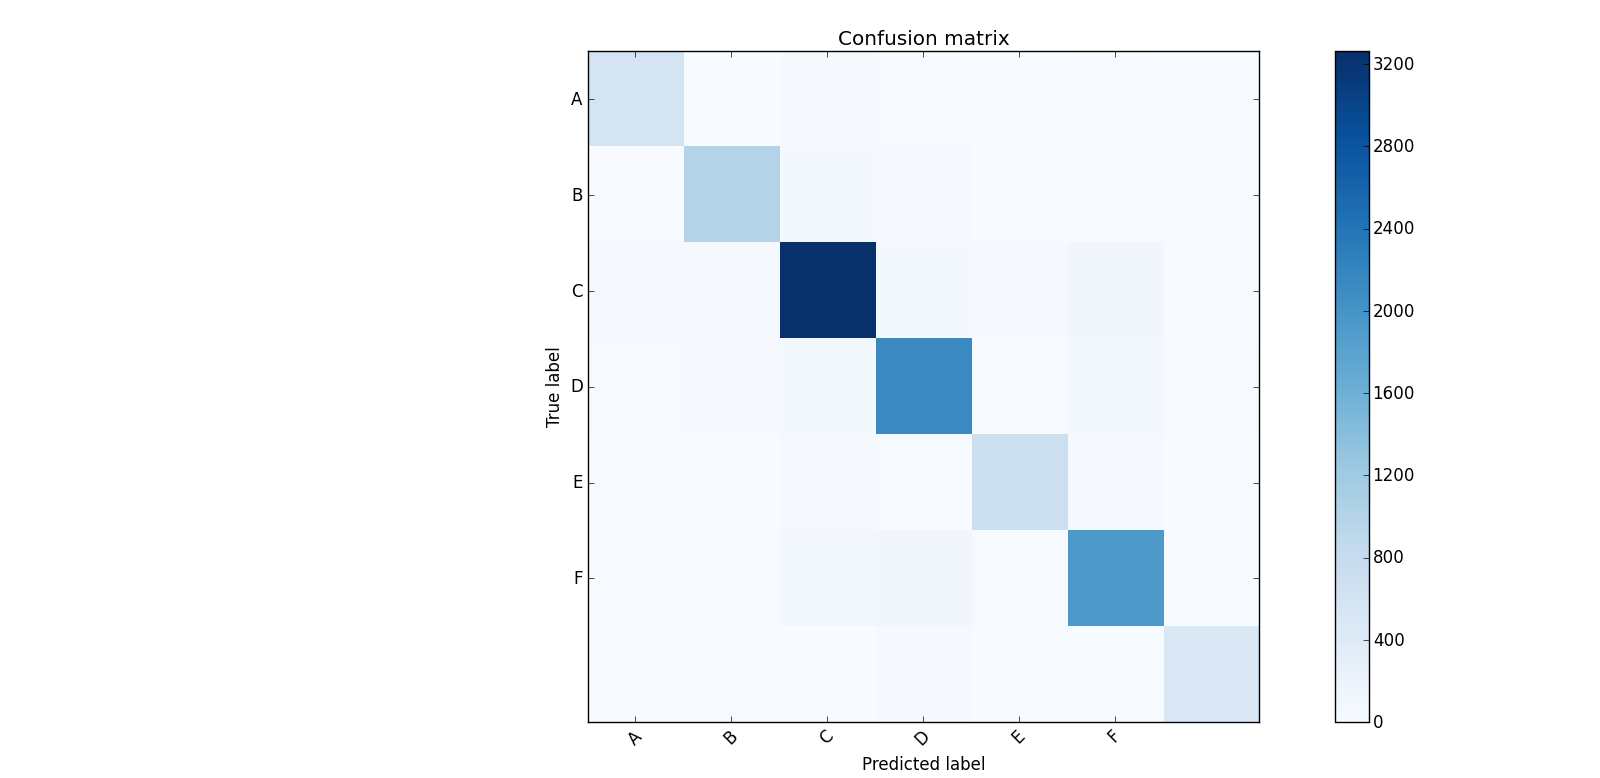 Confusion matrix
A
B
C
D
E
F
True label
A
B
C
D
E
F
Predicted label
3200
2800
2400
2000
1600
1200
800
400
0